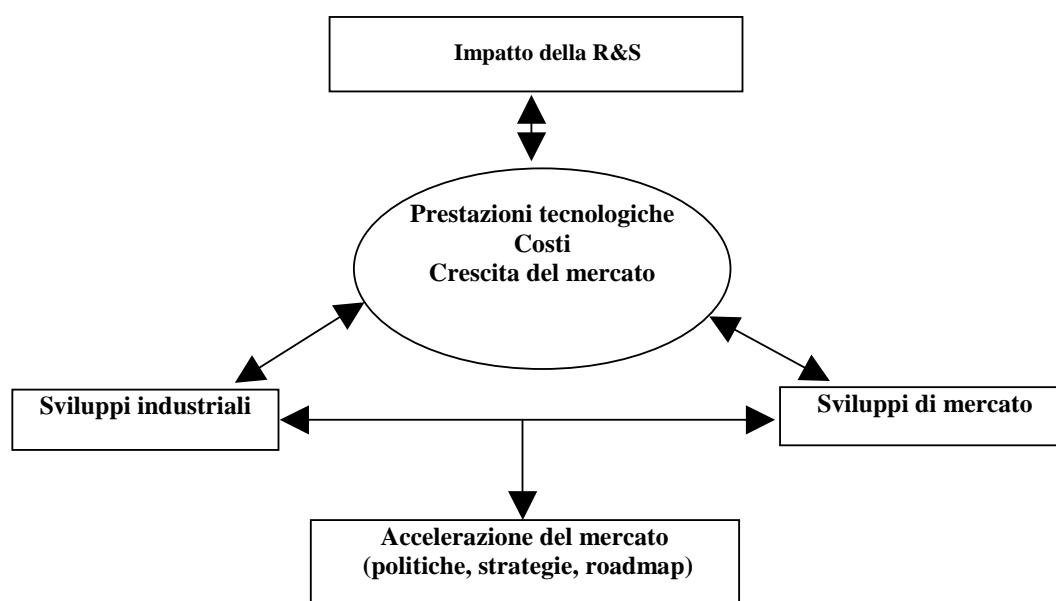 Impatto della R&S
Prestazioni tecnologiche
Costi
Crescita del mercato
Sviluppi industriali
Sviluppi di mercato
Accelerazione del mercato
(politiche, strategie, roadmap)